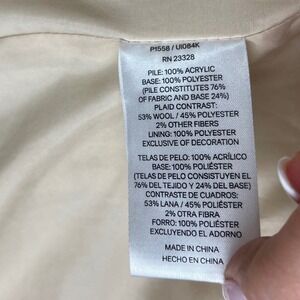 P1558 / UI084K
RN 23328
PILE: 100% ACRYLIC
BASE: 100% POLYESTER
(PILE CONSTITUTES 76%
OF FABRIC AND BASE 24%)
PLAID CONTRAST:
53% WOOL / 45% POLYESTER
2% OTHER FIBERS
LINING: 100% POLYESTER
EXCLUSIVE OF DECORATION
TELAS DE PELO: 100% ACRÍLICO
BASE: 100% POLIÉSTER
(TELAS DE PELO CONSISTUYEN EL
76% DEL TEJIDO Y 24% DEL BASE)
CONTRASTE DE CUADROS:
53% LANA / 45% POLIÉSTER
2% OTRA FIBRA
FORRO: 100% POLIÉSTER
EXCLUYENDO EL ADORNO
MADE IN CHINA
HECHO EN CHINA